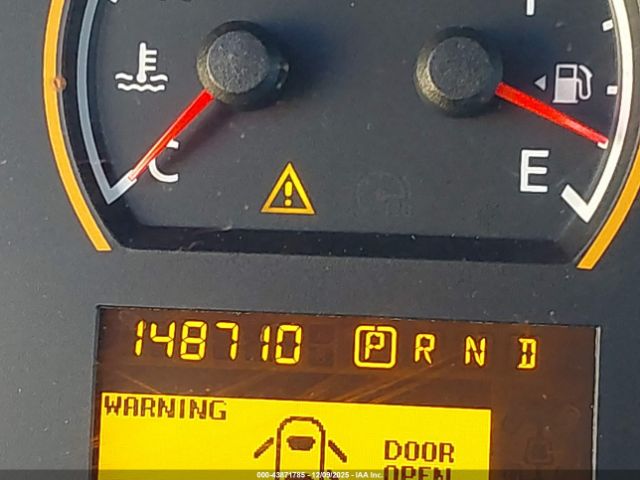 C
E
148710 P R N D
WARNING
DOOR
OPEN
000-43871785 - 12/09/2025 - IAA Inc.